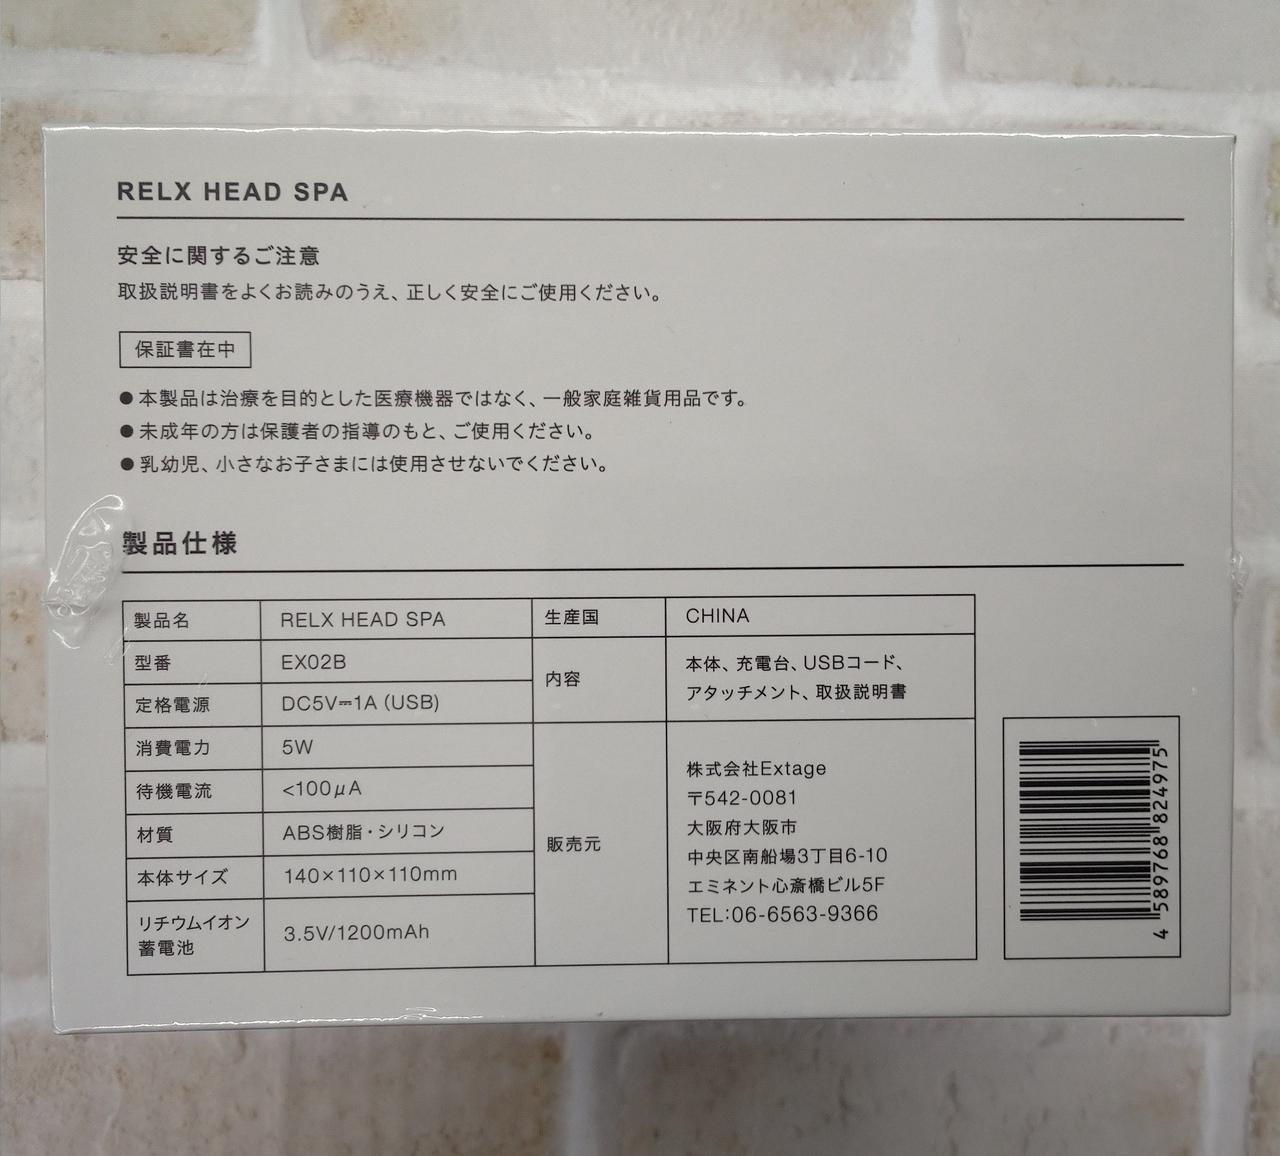 RELX HEAD SPA
安全に関するご注意
取扱説明書をよくお読みのうえ、正しく安全にご使用ください。
保証書在中
●本製品は治療を目的とした医療機器ではなく、一般家庭雑貨用品です。
●未成年の方は保護者の指導のもと、ご使用ください。
●乳幼児、小さなお子さまには使用させないでください。
製品仕様
製品名 RELX HEAD SPA
型番 EX02B
定格電源 DC5V⎓1A（USB）
消費電力 5W
待機電流 <100μA
材質 ABS樹脂・シリコン
本体サイズ 140×110×110mm
リチウムイオン
蓄電池 3.5V/1200mAh
生産国 CHINA
内容 本体、充電台、USBコード、
アタッチメント、取扱説明書
販売元
株式会社Extage
〒542-0081
大阪府大阪市
中央区南船場3丁目6-10
エミネント心斎橋ビル5F
TEL:06-6563-9366
4 589768 824975